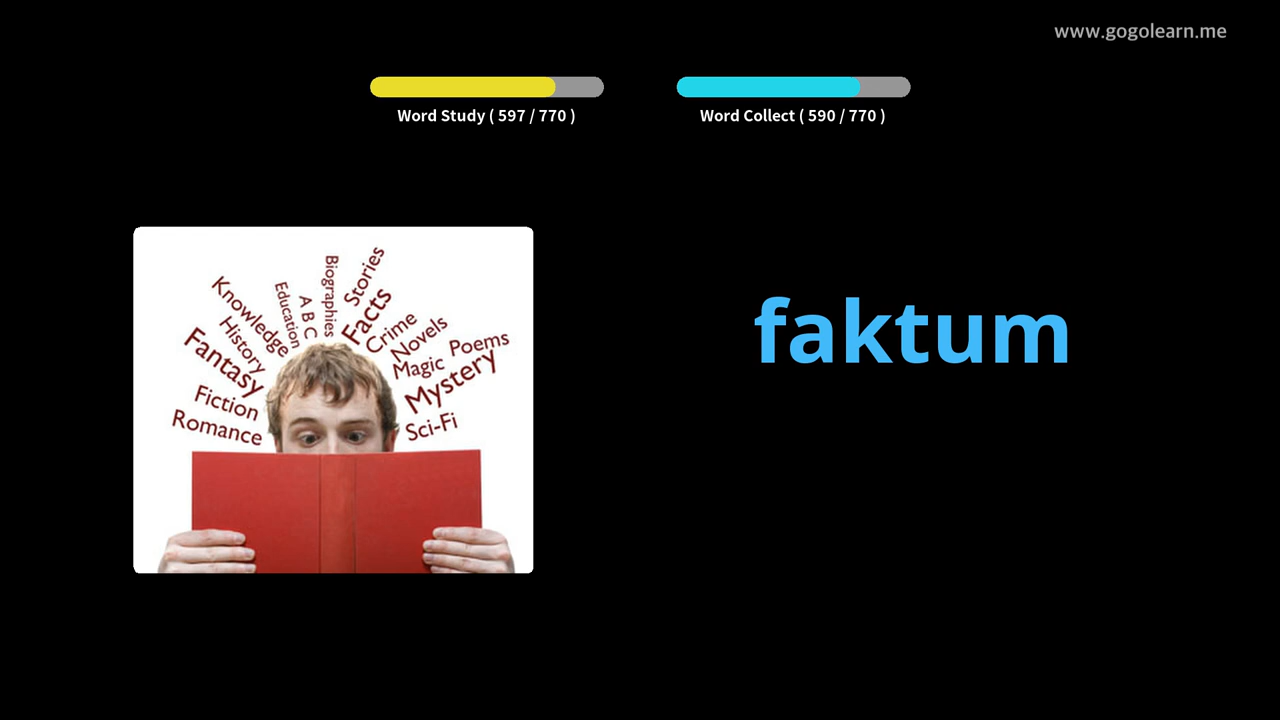 www.gogolearn.me
Word Study ( 597 / 770 )
Word Collect ( 590 / 770 )
faktum
Biographies
Stories
Education
A B C
Facts
Knowledge
History
Crime
Novels
Poems
Fantasy
Magic
Mystery
Fiction
Romance
Sci-Fi